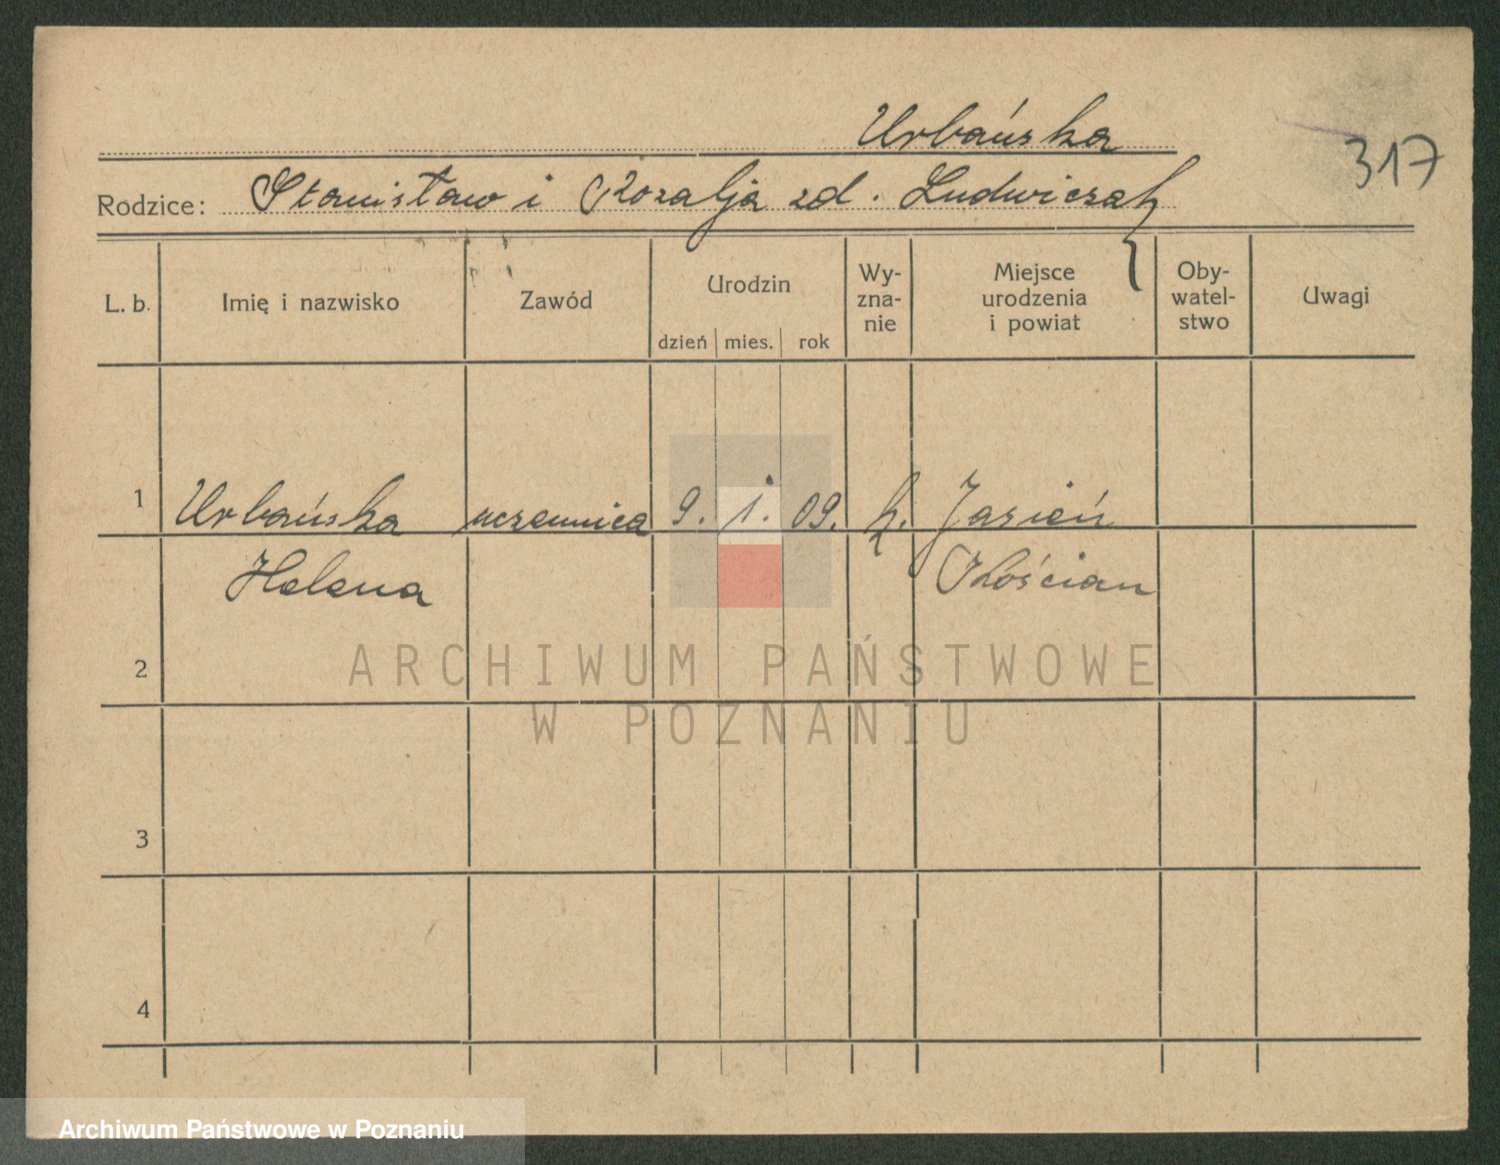 Urbańska
317
Rodzice: Stanisław i Rozalja zd. Ludwiczak
L. b. Imię i nazwisko Zawód Urodzin Wy- Miejsce Oby- Uwagi
zna- urodzenia watel-
nie i powiat stwo
dzień mies. rok
1 Urbańska uczennica 9. 1. 09. k. Jasień
Helena Kościan
2
ARCHIWUM PAŃSTWOWE
W POZNANIU
3
4
Archiwum Państwowe w Poznaniu